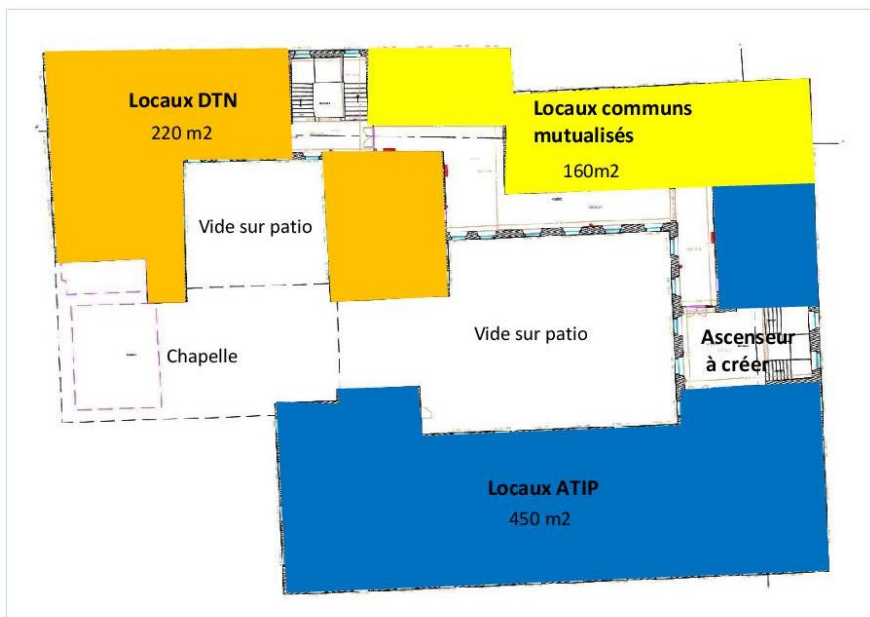 Locaux DTN
220 m2
Locaux communs
mutualisés
160m2
Vide sur patio
Vide sur patio
Ascenseur
à créer
Chapelle
Locaux ATIP
450 m2